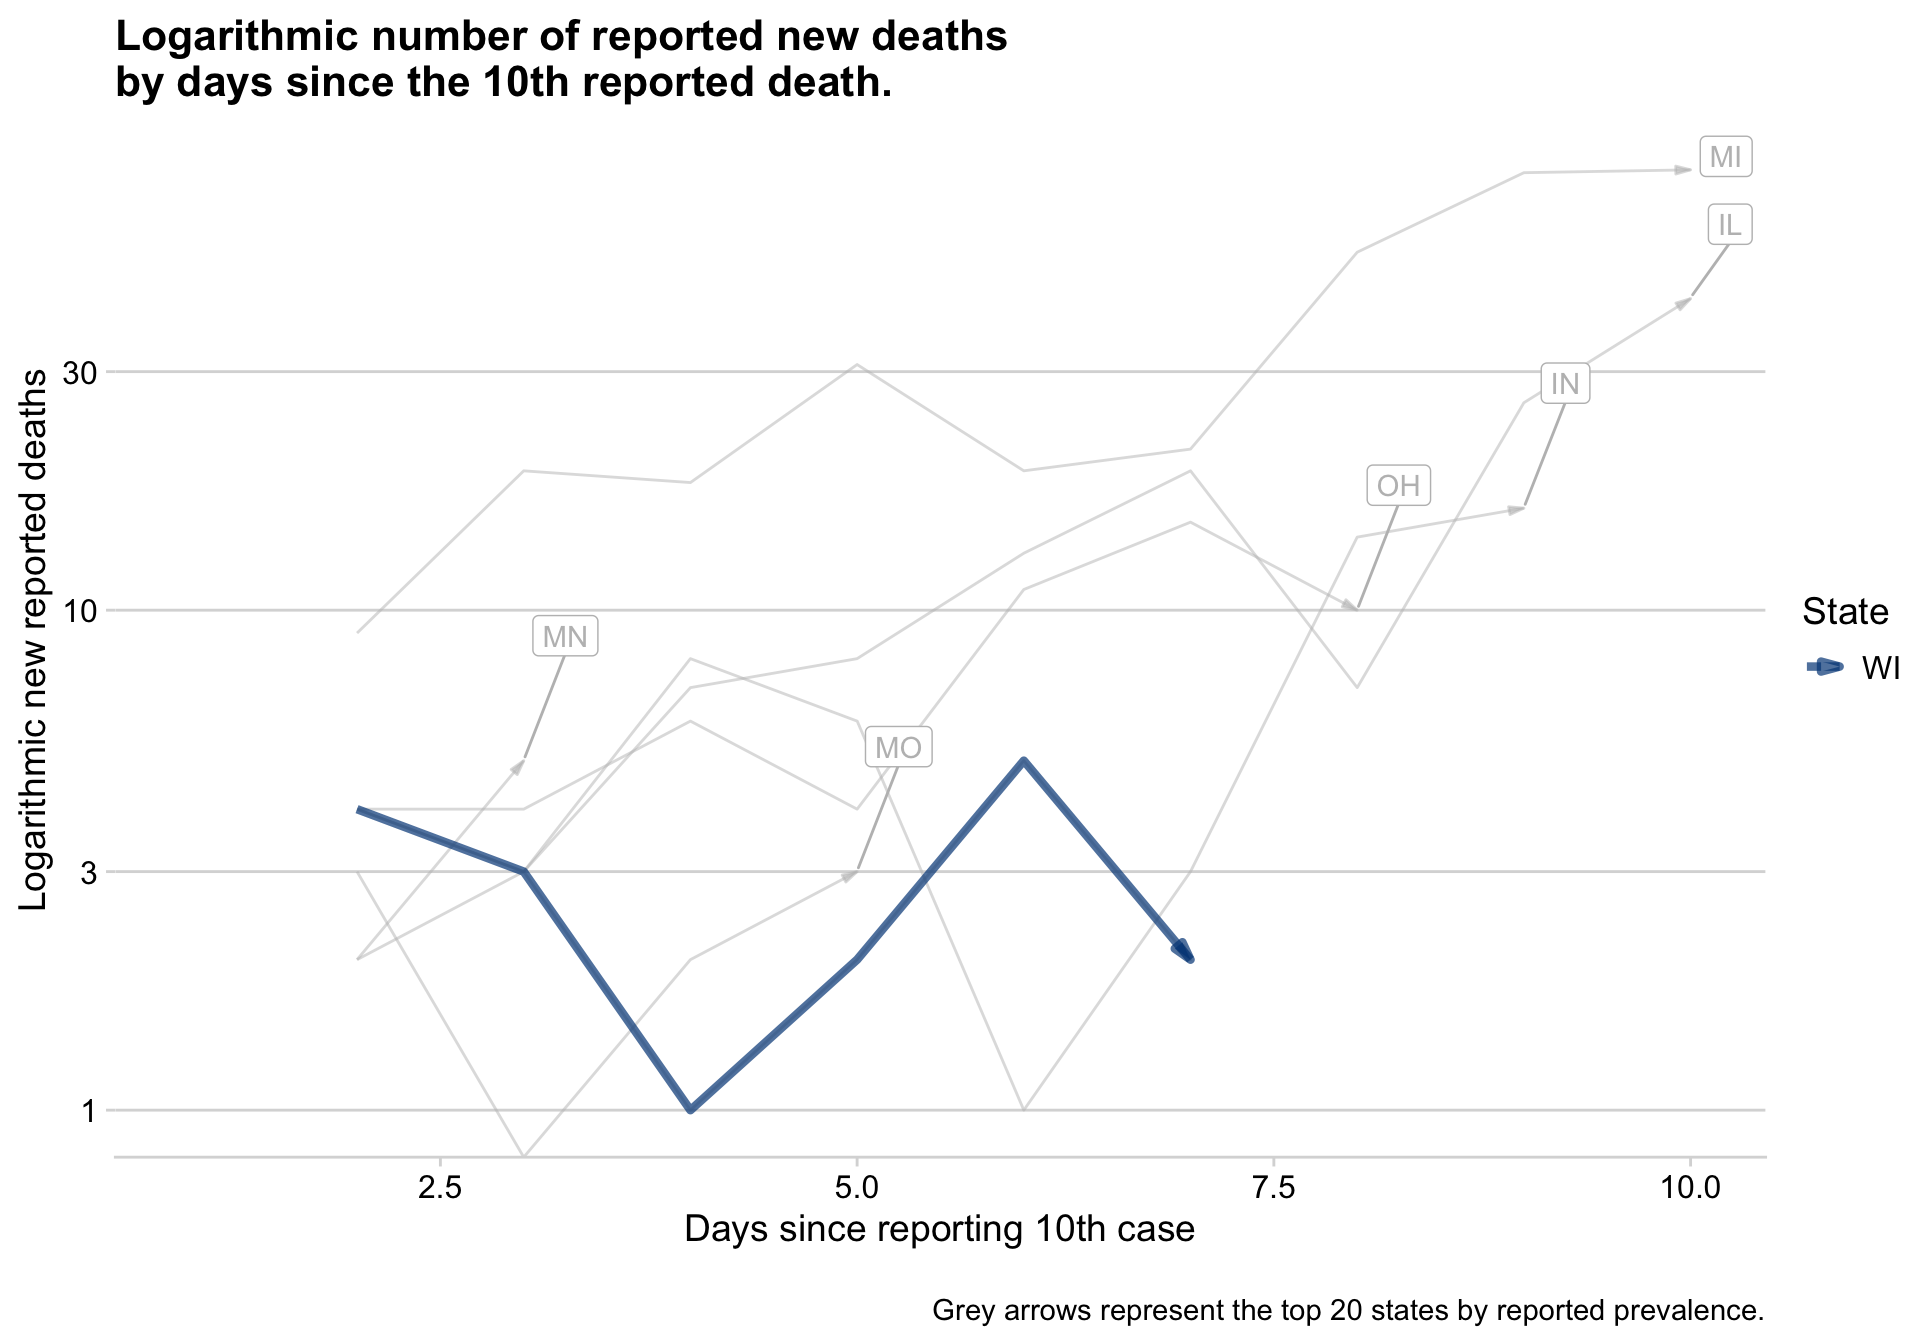 Logarithmic number of reported new deaths
by days since the 10th reported death.
MI
IL
30
IN
OH
10
MN
State
WI
MO
3
1
Logarithmic new reported deaths
2.5 5.0 7.5 10.0
Days since reporting 10th case
Grey arrows represent the top 20 states by reported prevalence.